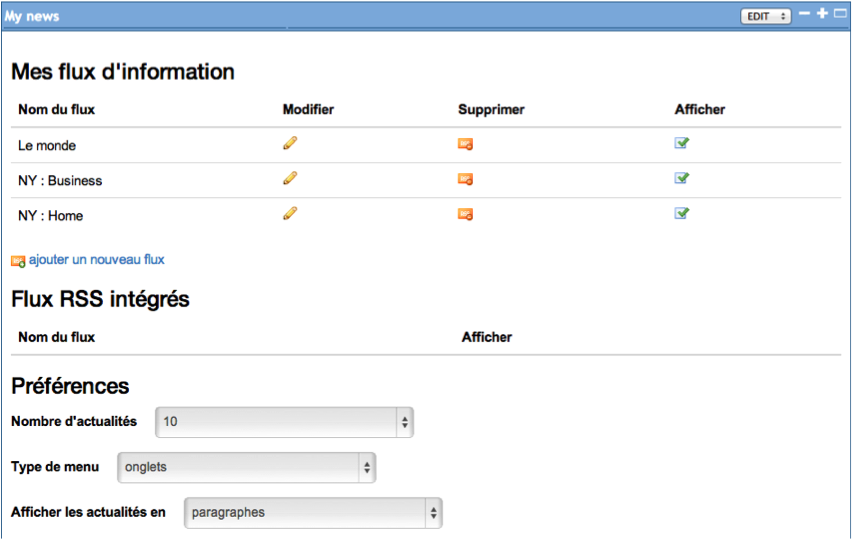 My news EDIT
Mes flux d'information
Nom du flux Modifier Supprimer Afficher
Le monde
NY : Business
NY : Home
ajouter un nouveau flux
Flux RSS intégrés
Nom du flux Afficher
Préférences
Nombre d'actualités 10
Type de menu onglets
Afficher les actualités en paragraphes